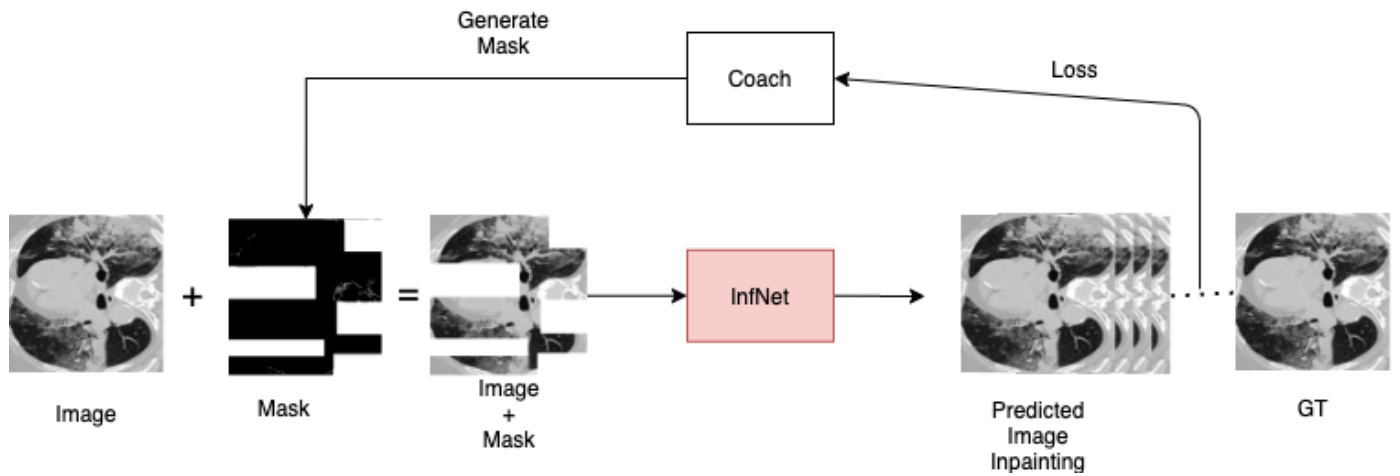 Generate
Mask
Coach
Loss
+
=
InfNet
Image
Mask
Image
+
Mask
Predicted
Image
Inpainting
GT